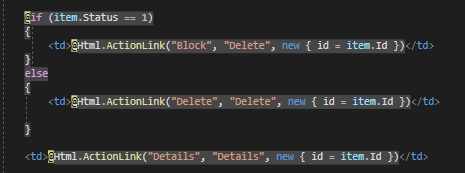 @if (item.Status == 1)
{
<td>@Html.ActionLink("Block", "Delete", new { id = item.Id })</td>
}
else
{
<td>@Html.ActionLink("Delete", "Delete", new { id = item.Id })</td>
}
<td>@Html.ActionLink("Details", "Details", new { id = item.Id })</td>